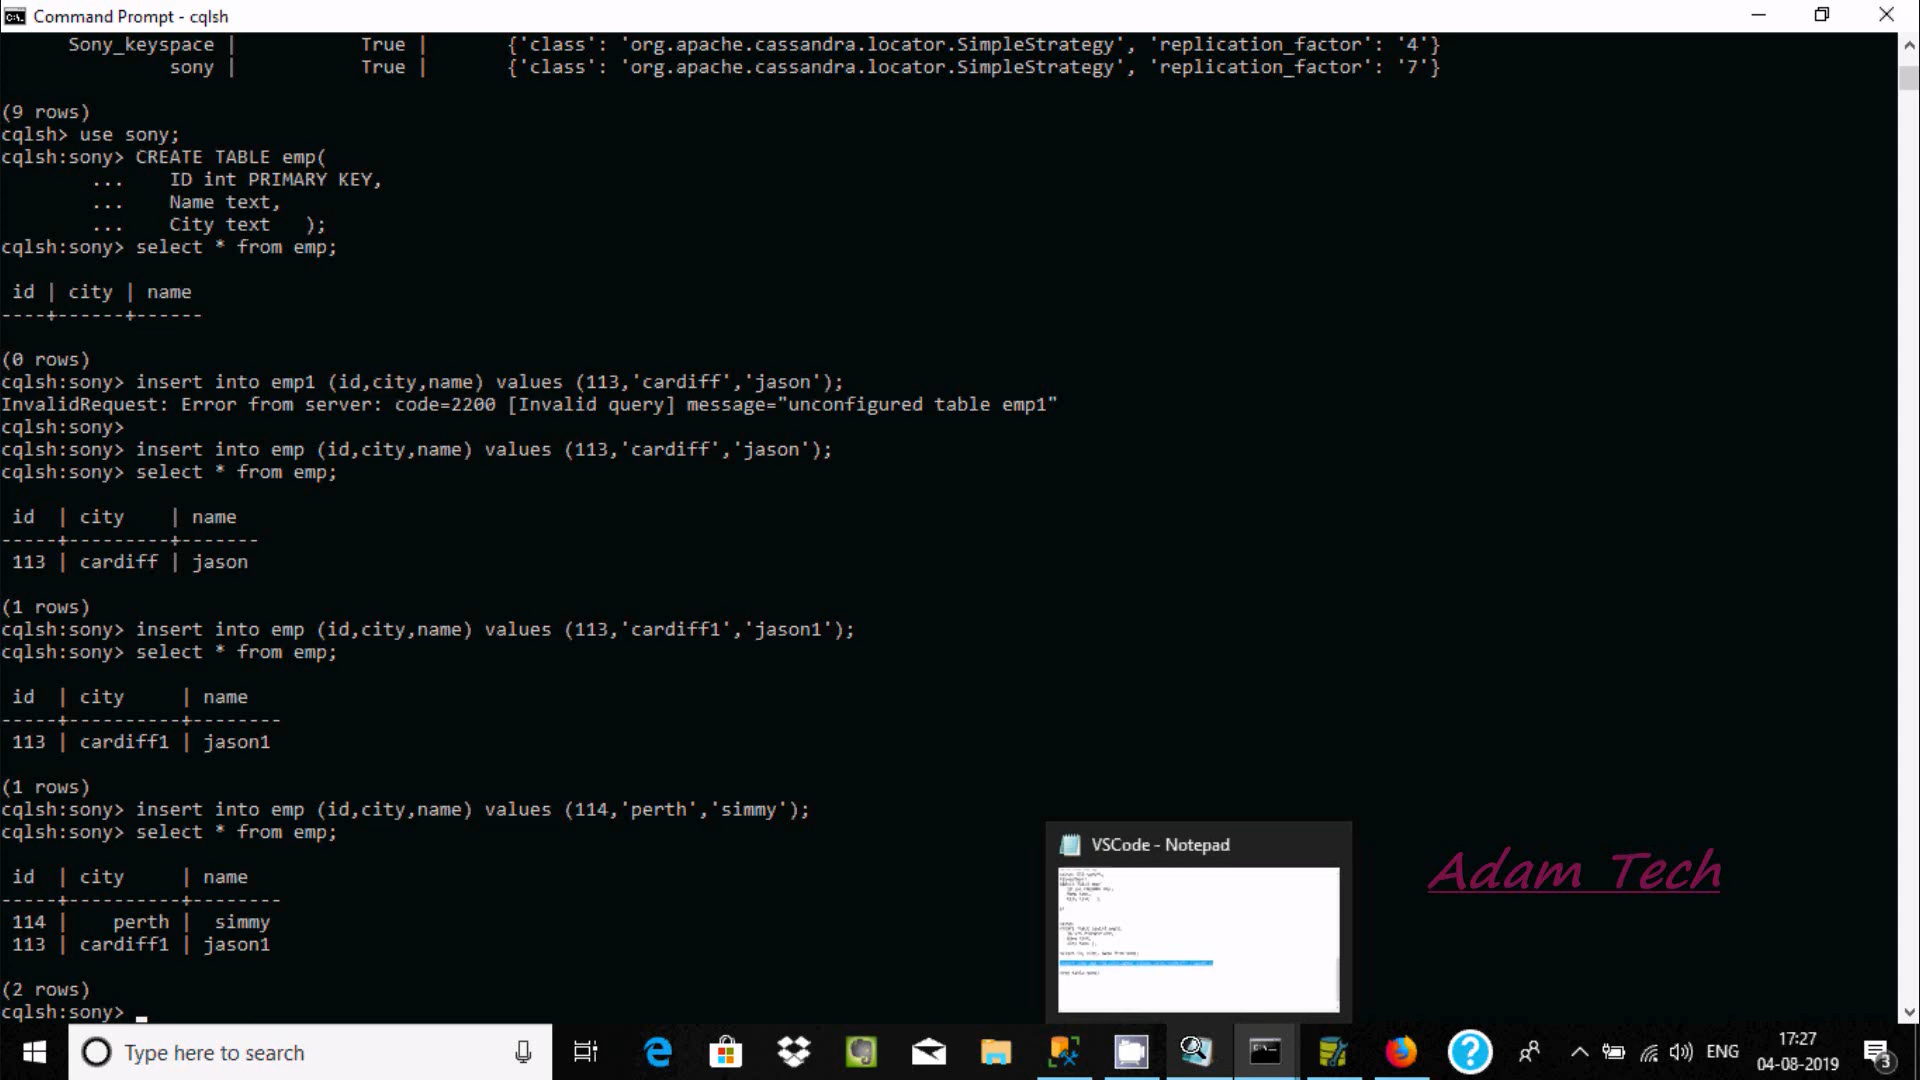 Command Prompt - cqlsh
Sony_keyspace |           True |       {'class': 'org.apache.cassandra.locator.SimpleStrategy', 'replication_factor': '4'}
sony |           True |       {'class': 'org.apache.cassandra.locator.SimpleStrategy', 'replication_factor': '7'}
(9 rows)
cqlsh> use sony;
cqlsh:sony> CREATE TABLE emp(
...    ID int PRIMARY KEY,
...    Name text,
...    City text   );
cqlsh:sony> select * from emp;
id | city | name
----+------+------
(0 rows)
cqlsh:sony> insert into emp1 (id,city,name) values (113,'cardiff','jason');
InvalidRequest: Error from server: code=2200 [Invalid query] message="unconfigured table emp1"
cqlsh:sony>
cqlsh:sony> insert into emp (id,city,name) values (113,'cardiff','jason');
cqlsh:sony> select * from emp;
id  | city    | name
-----+---------+-------
113 | cardiff | jason
(1 rows)
cqlsh:sony> insert into emp (id,city,name) values (113,'cardiff1','jason1');
cqlsh:sony> select * from emp;
id  | city     | name
-----+----------+--------
113 | cardiff1 | jason1
(1 rows)
cqlsh:sony> insert into emp (id,city,name) values (114,'perth','simmy');
cqlsh:sony> select * from emp;
id  | city     | name
-----+----------+--------
114 |    perth |  simmy
113 | cardiff1 | jason1
(2 rows)
cqlsh:sony> _
VSCode - Notepad
Adam Tech
Type here to search
ENG
17:27
04-08-2019
3